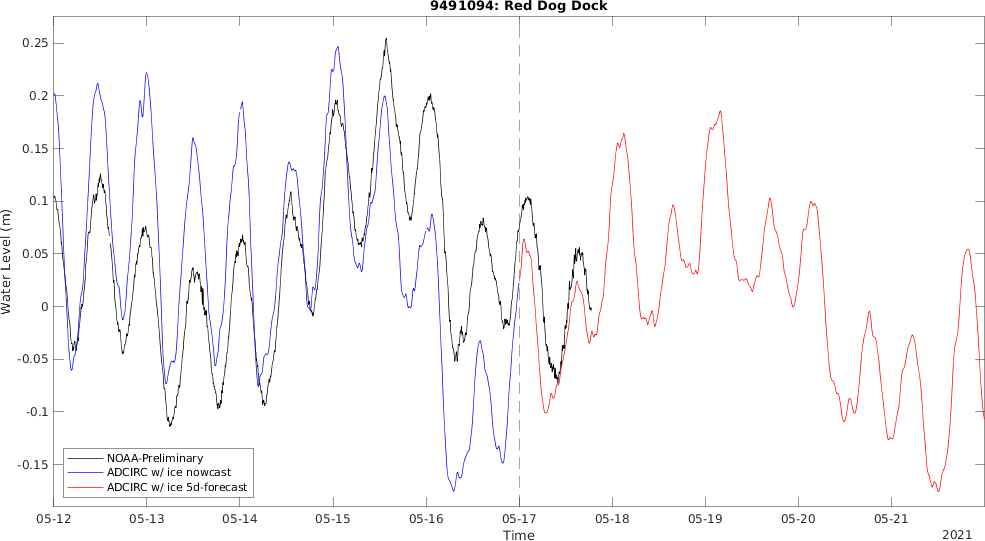 9491094: Red Dog Dock
Water Level (m)
0.25
0.2
0.15
0.1
0.05
0
-0.05
-0.1
-0.15
NOAA-Preliminary
ADCIRC w/ ice nowcast
ADCIRC w/ ice 5d-forecast
05-12 05-13 05-14 05-15 05-16 05-17 05-18 05-19 05-20 05-21
Time
2021